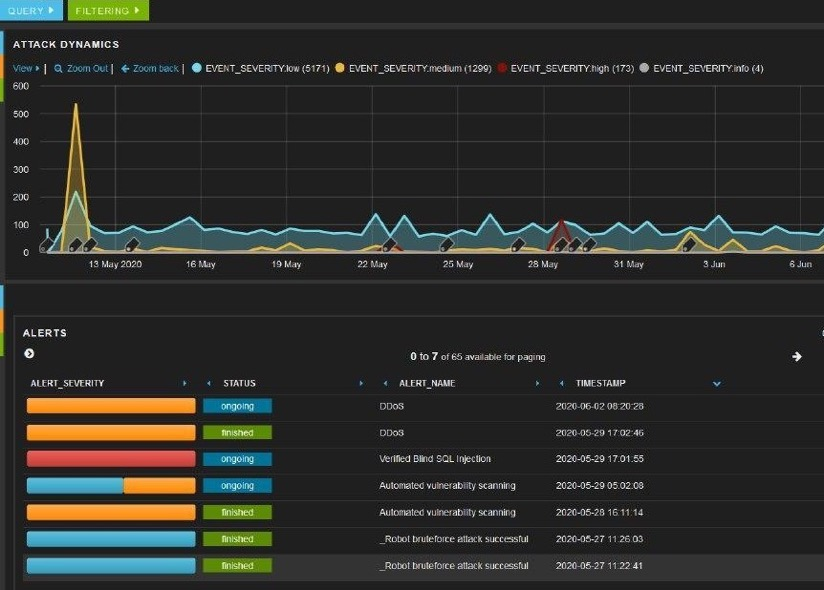 QUERY FILTERING
ATTACK DYNAMICS
View | Zoom Out | Zoom back | EVENT_SEVERITY:low (5171) EVENT_SEVERITY:medium (1299) EVENT_SEVERITY:high (173) EVENT_SEVERITY:info (4)
600
500
400
300
200
100
0
13 May 2020 16 May 19 May 22 May 25 May 28 May 31 May 3 Jun 6 Jun
ALERTS
0 to 7 of 65 available for paging
ALERT_SEVERITY STATUS ALERT_NAME TIMESTAMP
ongoing DDoS 2020-06-02 08:20:28
finished DDoS 2020-05-29 17:02:46
ongoing Verified Blind SQL Injection 2020-05-29 17:01:55
ongoing Automated vulnerability scanning 2020-05-29 05:02:08
finished Automated vulnerability scanning 2020-05-28 16:11:14
finished _Robot bruteforce attack successful 2020-05-27 11:26:03
finished _Robot bruteforce attack successful 2020-05-27 11:22:41